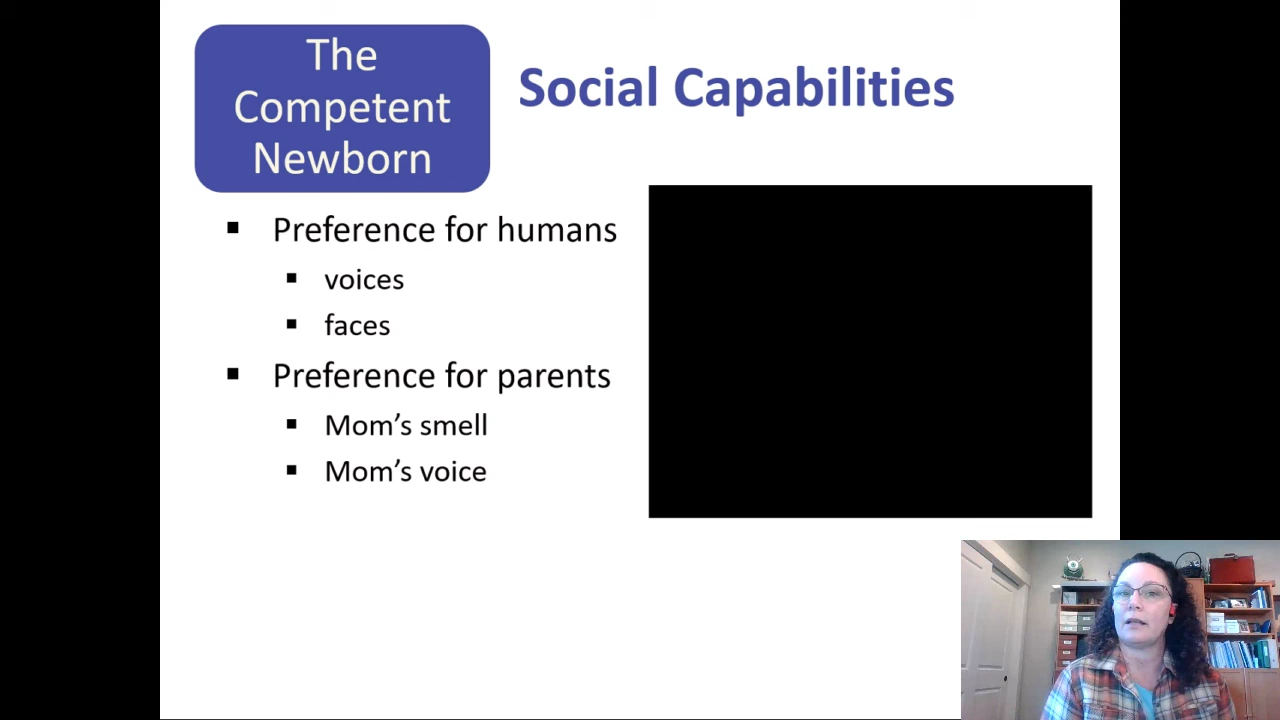 The
Competent
Newborn
Social Capabilities
▪ Preference for humans
▪ voices
▪ faces
▪ Preference for parents
▪ Mom's smell
▪ Mom's voice